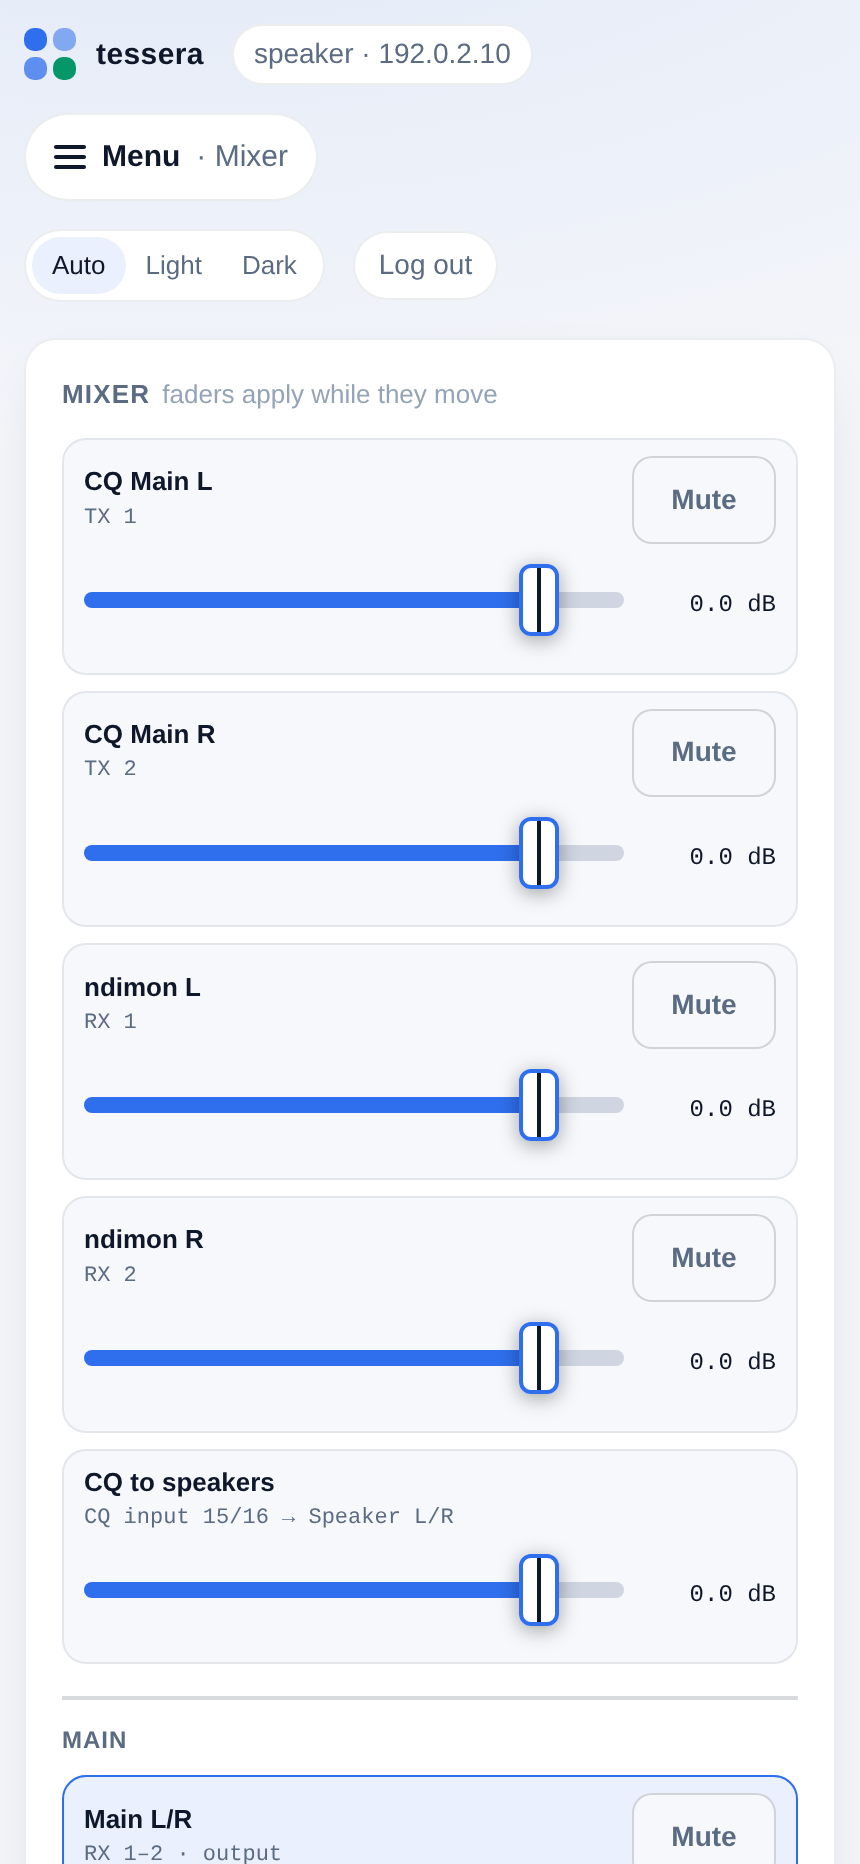 tessera
speaker · 192.0.2.10
Menu · Mixer
Auto Light Dark
Log out
MIXER faders apply while they move
CQ Main L
TX 1
Mute
0.0 dB
CQ Main R
TX 2
Mute
0.0 dB
ndimon L
RX 1
Mute
0.0 dB
ndimon R
RX 2
Mute
0.0 dB
CQ to speakers
CQ input 15/16 → Speaker L/R
0.0 dB
MAIN
Main L/R
RX 1–2 · output
Mute